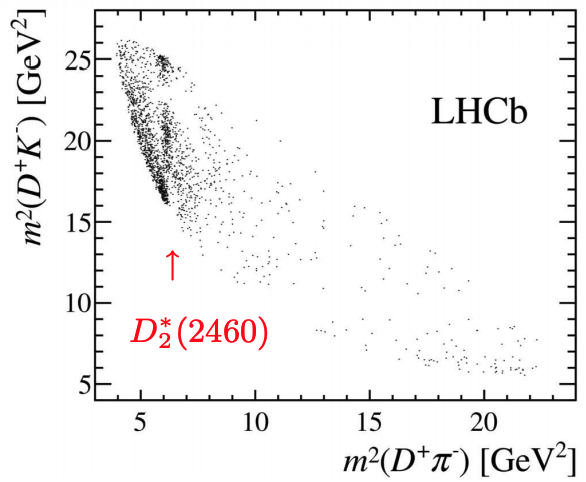 m²(D⁺K⁻) [GeV²]
25
20
15
10
5
LHCb
↑
D₂*(2460)
5 10 15 20
m²(D⁺π⁻) [GeV²]